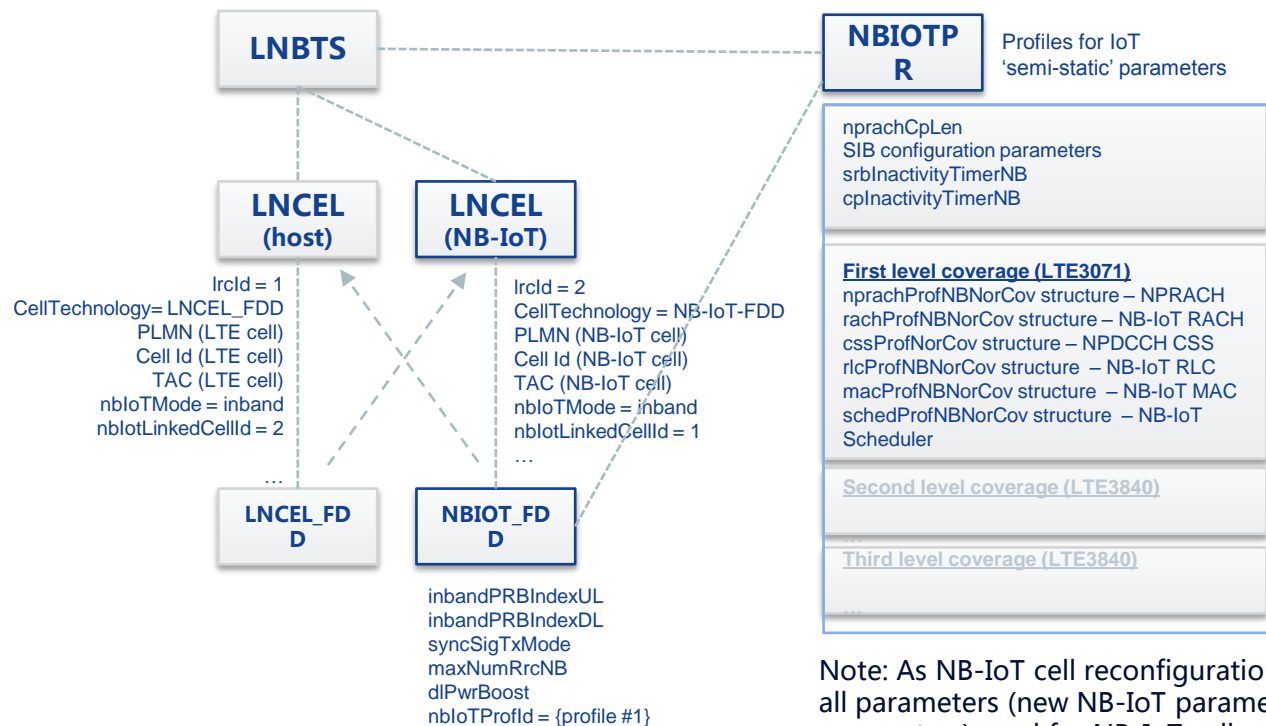 LNBTS
NBIOTP
R
Profiles for IoT
‘semi-static’ parameters
nprachCpLen
SIB configuration parameters
srbInactivityTimerNB
cpInactivityTimerNB
LNCEL
(host)
LNCEL
(NB-IoT)
lrcId = 1
CellTechnology= LNCEL_FDD
PLMN (LTE cell)
Cell Id (LTE cell)
TAC (LTE cell)
nbIoTMode = inband
nbIotLinkedCellId = 2
…
lrcId = 2
CellTechnology = NB-IoT-FDD
PLMN (NB-IoT cell)
Cell Id (NB-IoT cell)
TAC (NB-IoT cell)
nbIoTMode = inband
nbIotLinkedCellId = 1
…
First level coverage (LTE3071)
nprachProfNBNorCov structure – NPRACH
rachProfNBNorCov structure – NB-IoT RACH
cssProfNorCov structure – NPDCCH CSS
rlcProfNBNorCov structure – NB-IoT RLC
macProfNBNorCov structure – NB-IoT MAC
schedProfNBNorCov structure – NB-IoT
Scheduler
Second level coverage (LTE3840)
…
Third level coverage (LTE3840)
…
LNCEL_FD
D
NBIOT_FD
D
inbandPRBIndexUL
inbandPRBIndexDL
syncSigTxMode
maxNumRrcNB
dlPwrBoost
nbIoTProfId = {profile #1}
Note: As NB-IoT cell reconfiguration
all parameters (new NB-IoT parame